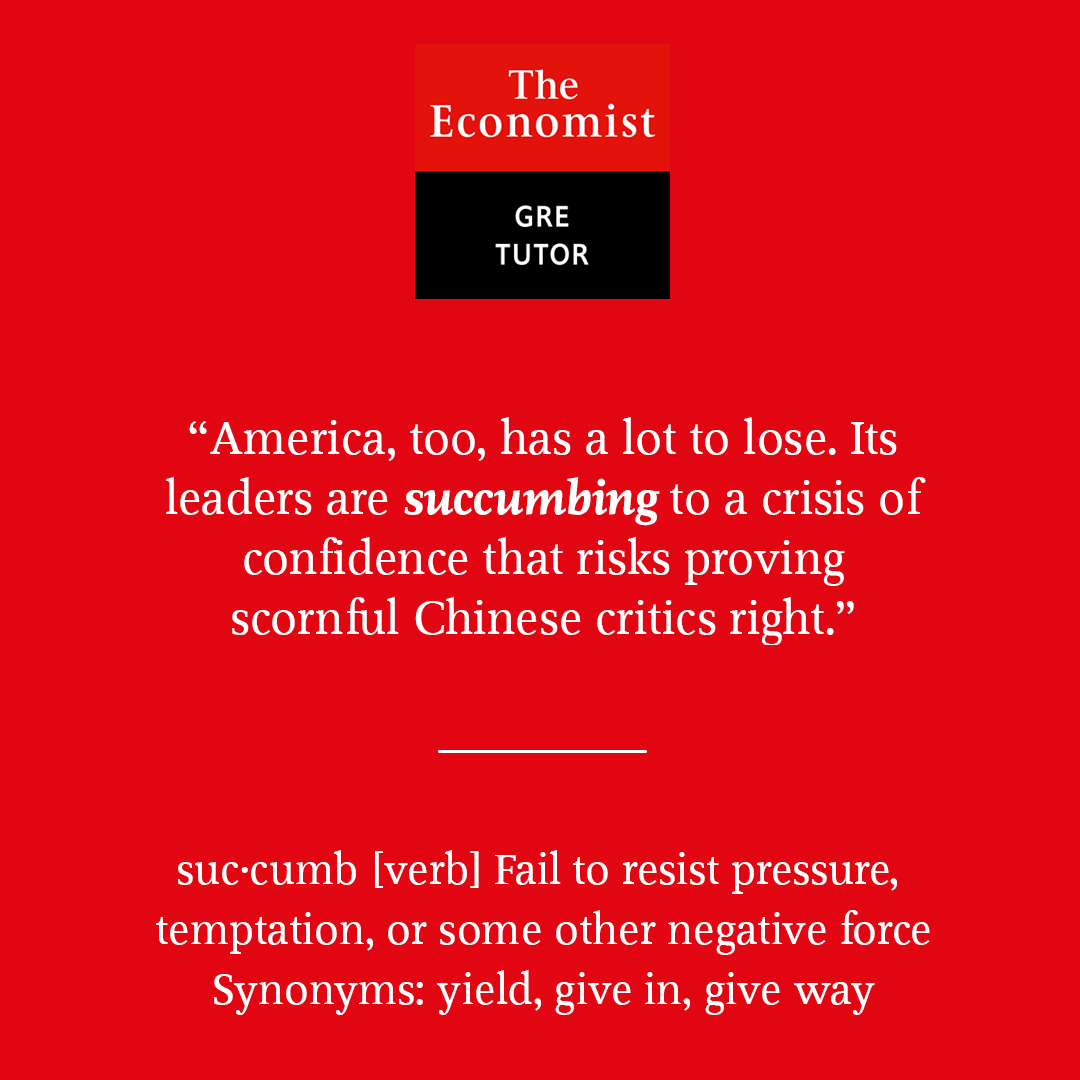 The
Economist
GRE
TUTOR
“America, too, has a lot to lose. Its
leaders are succumbing to a crisis of
confidence that risks proving
scornful Chinese critics right.”
suc·cumb [verb] Fail to resist pressure,
temptation, or some other negative force
Synonyms: yield, give in, give way